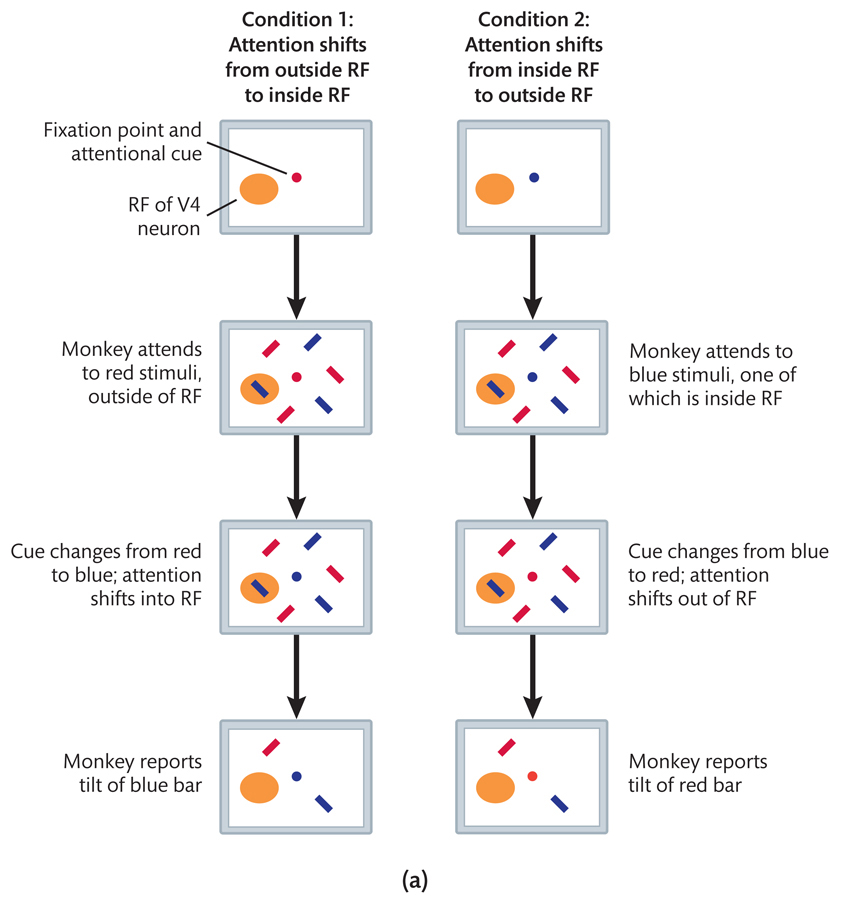 Condition 1:
Attention shifts
from outside RF
to inside RF
Condition 2:
Attention shifts
from inside RF
to outside RF
Fixation point and
attentional cue
RF of V4
neuron
Monkey attends
to red stimuli,
outside of RF
Monkey attends to
blue stimuli, one of
which is inside RF
Cue changes from red
to blue; attention
shifts into RF
Cue changes from blue
to red; attention
shifts out of RF
Monkey reports
tilt of blue bar
Monkey reports
tilt of red bar
(a)